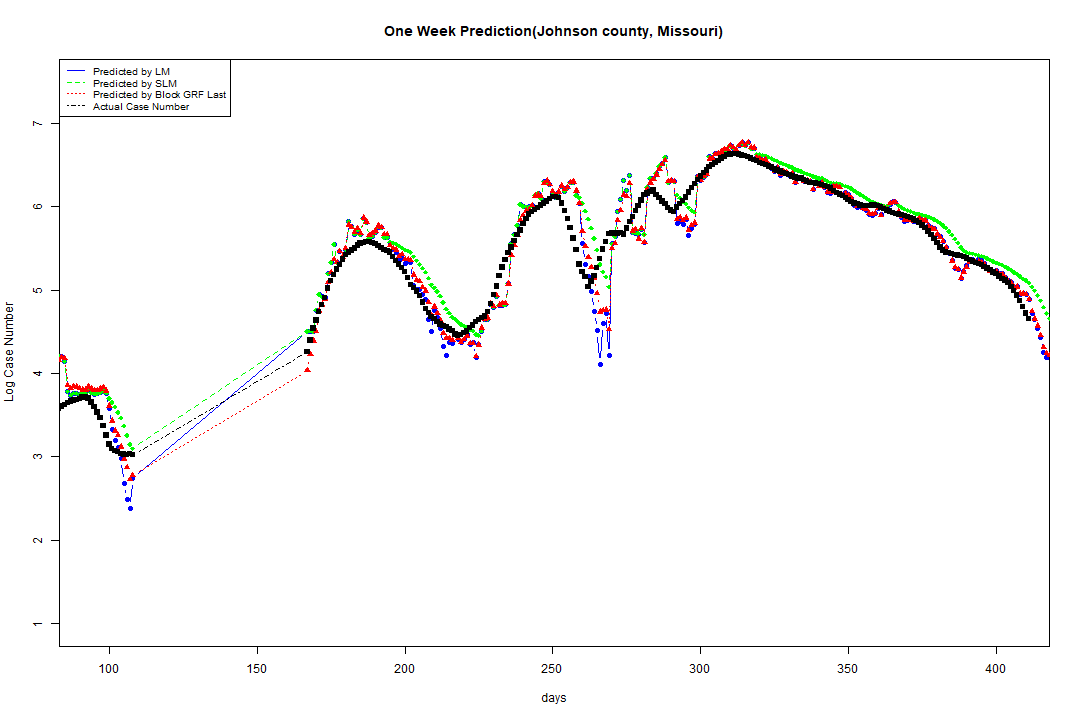 One Week Prediction(Johnson county, Missouri)
Predicted by LM
Predicted by SLM
Predicted by Block GRF Last
Actual Case Number
7
6
5
4
3
2
1
Log Case Number
100 150 200 250 300 350 400
days